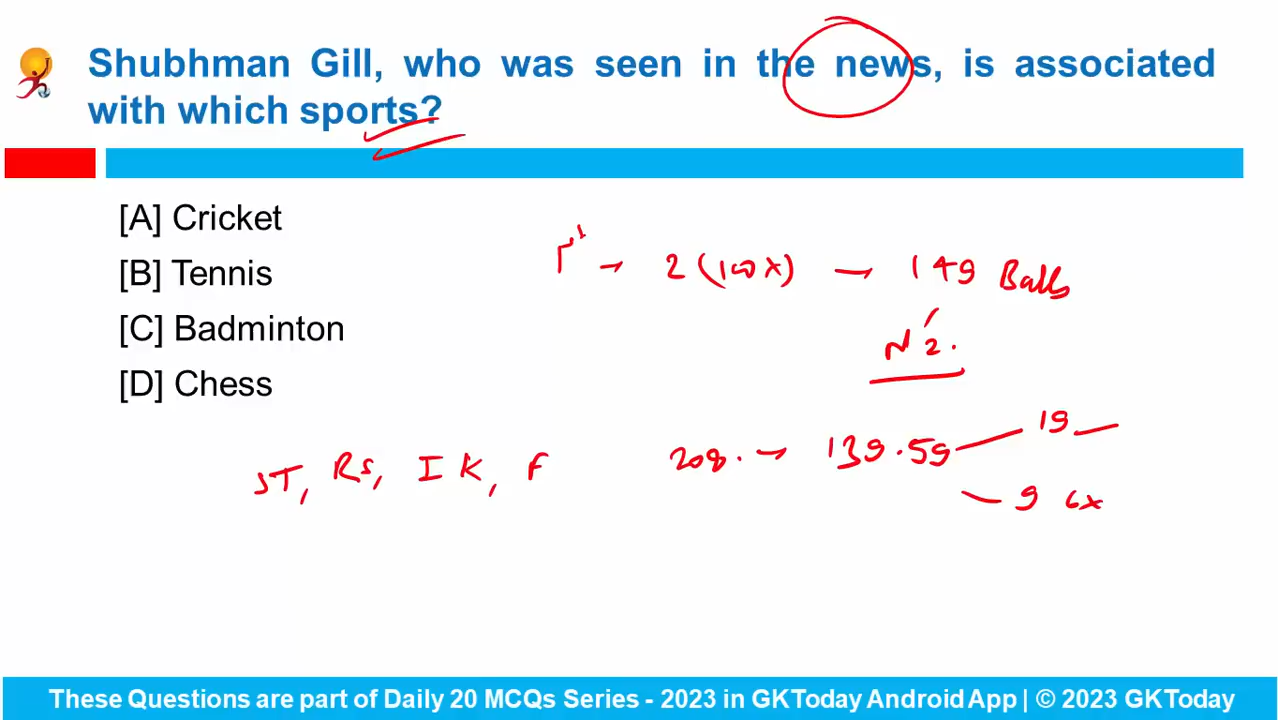 Shubhman Gill, who was seen in the news, is associated
with which sports?
[A] Cricket
[B] Tennis
[C] Badminton
[D] Chess
2 (100x) → 149 Balls
N'2.
ST, RS, IK, F
208. → 139.59
19
9 6x
These Questions are part of Daily 20 MCQs Series - 2023 in GKToday Android App | © 2023 GKToday